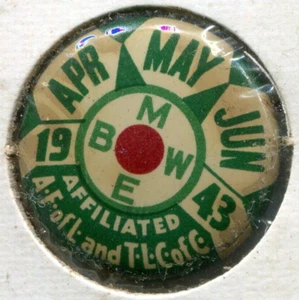 APR MAY JUN
19 43
B M W E
AFFILIATED
A·F·of L·and T·L·C·of C·